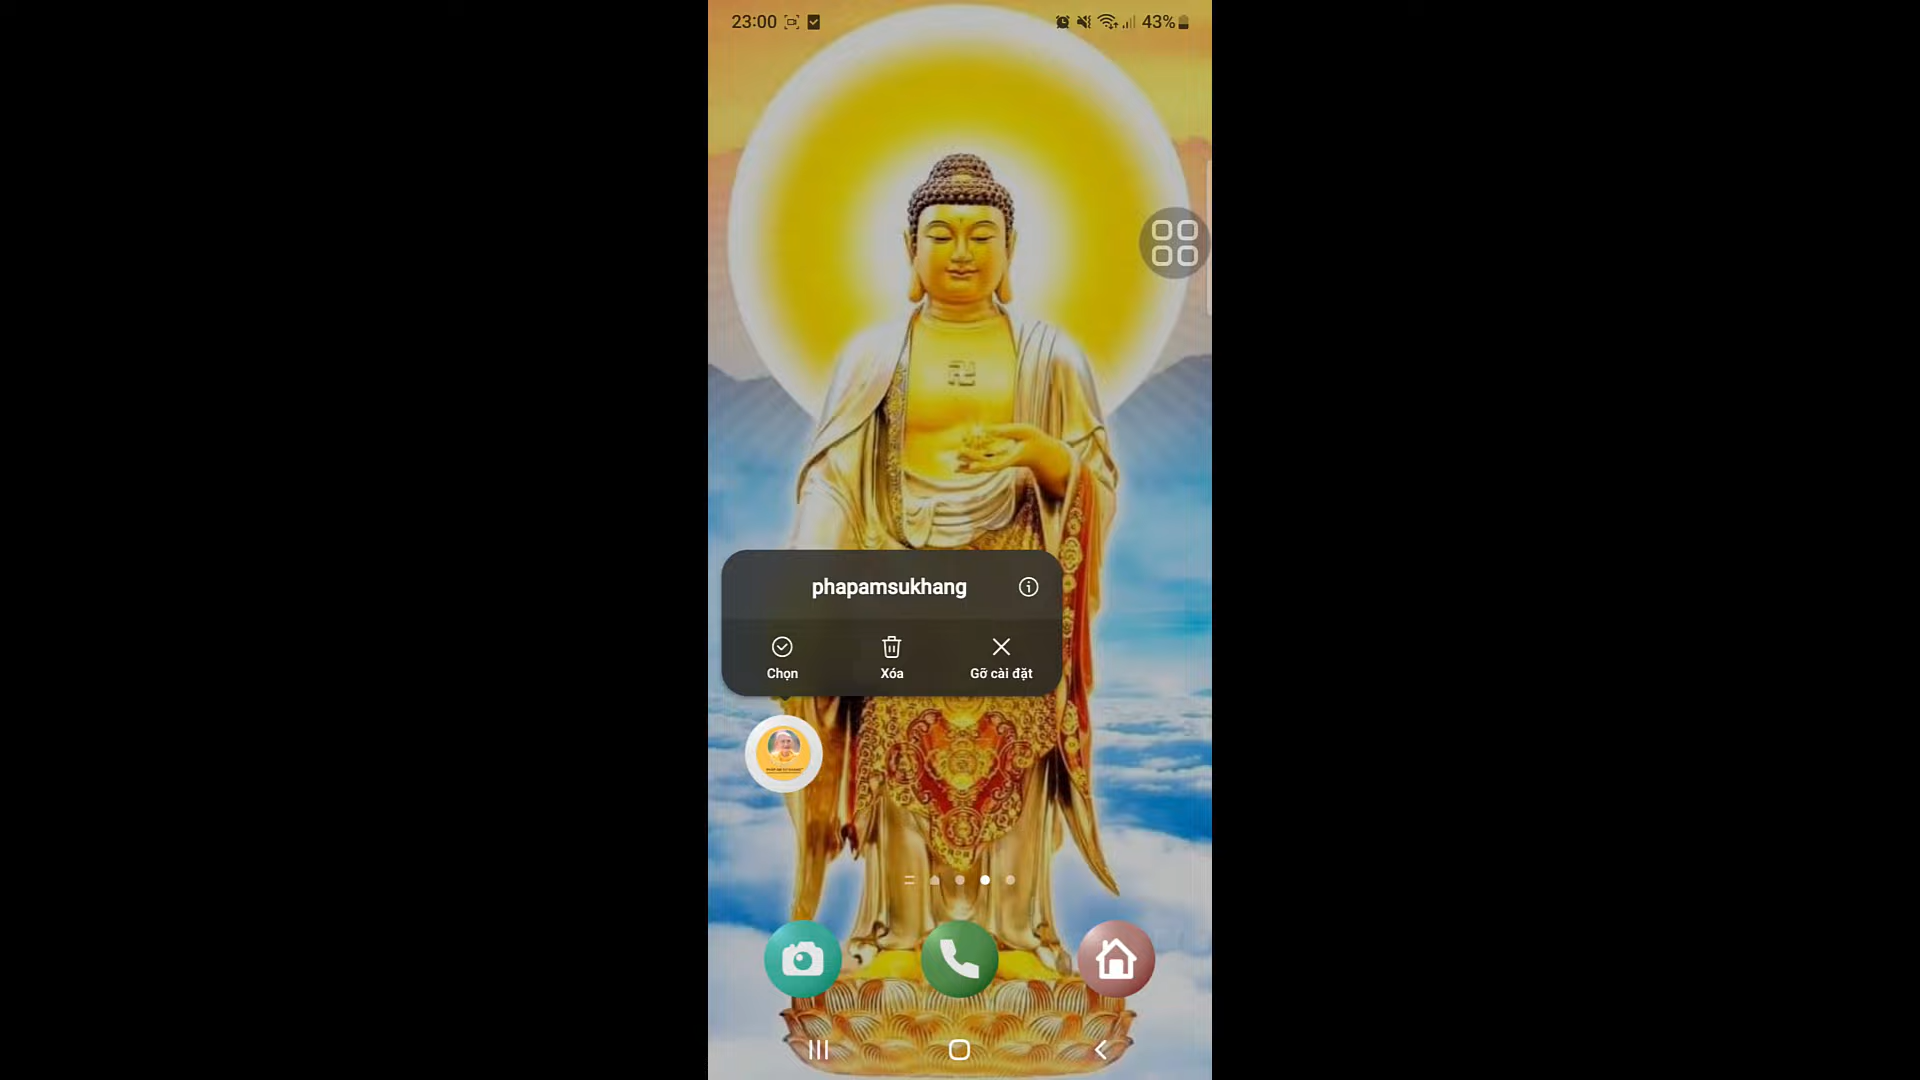 23:00
43%
phapamsukhang
Chọn
Xóa
Gỡ cài đặt